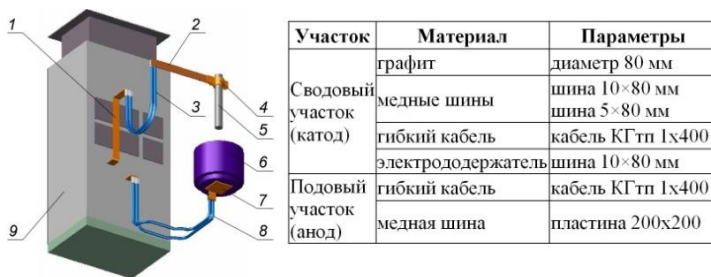 1
2
3
4
5
6
7
8
9
Участок Материал Параметры
Сводовый участок (катод) графит диаметр 80 мм
медные шины шина 10×80 мм
шина 5×80 мм
гибкий кабель кабель КГтп 1x400
электрододержатель шина 10×80 мм
Подовый участок (анод) гибкий кабель кабель КГтп 1x400
медная шина пластина 200x200